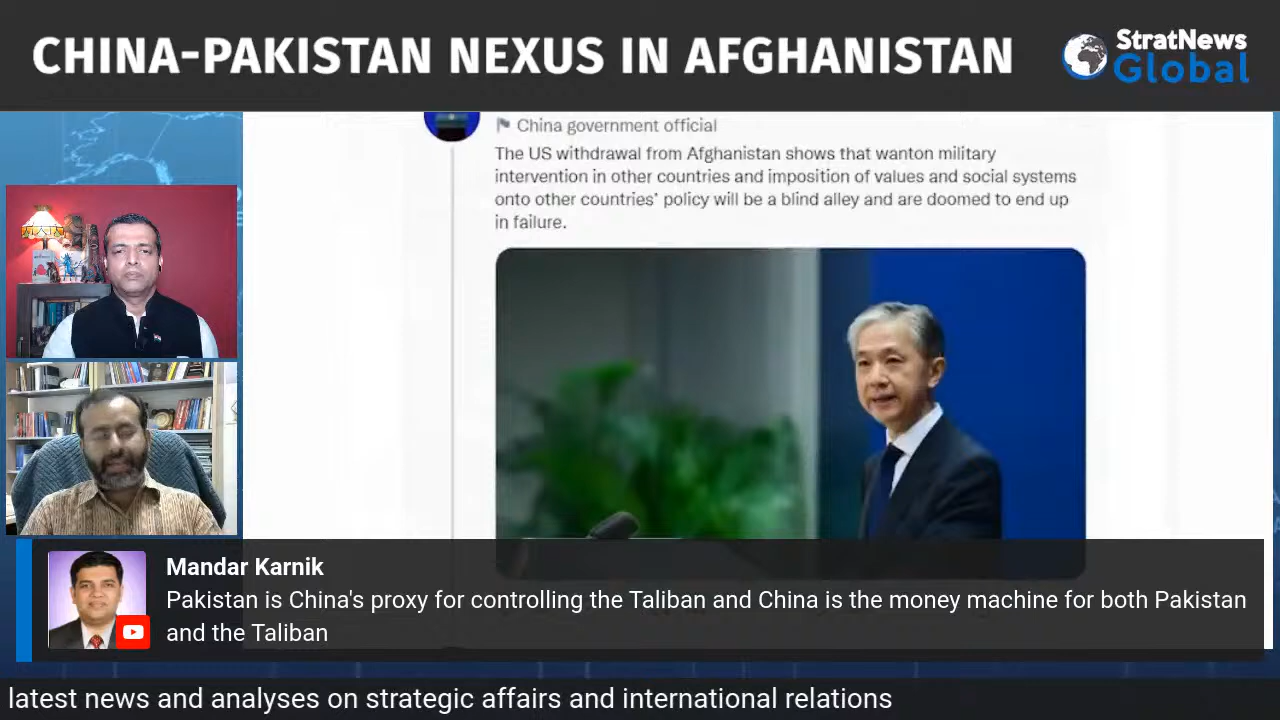 CHINA-PAKISTAN NEXUS IN AFGHANISTAN
StratNews
Global
China government official
The US withdrawal from Afghanistan shows that wanton military
intervention in other countries and imposition of values and social systems
onto other countries' policy will be a blind alley and are doomed to end up
in failure.
Mandar Karnik
Pakistan is China's proxy for controlling the Taliban and China is the money machine for both Pakistan
and the Taliban
latest news and analyses on strategic affairs and international relations